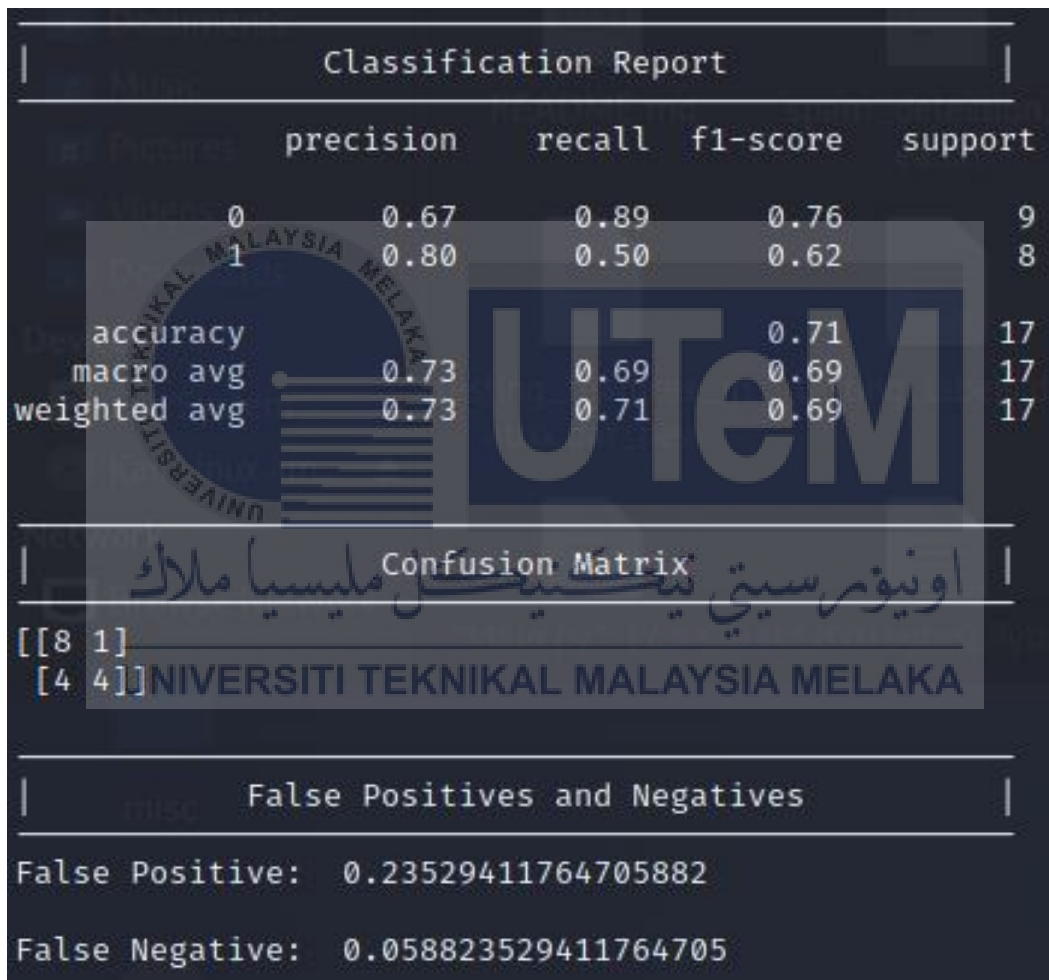 Classification Report
precision recall f1-score support
0 0.67 0.89 0.76 9
1 0.80 0.50 0.62 8
accuracy 0.71 17
macro avg 0.73 0.69 0.69 17
weighted avg 0.73 0.71 0.69 17
UNIVERSITI TEKNIKAL MALAYSIA MELAKA
UTeM
Confusion Matrix
اونيۏرسيتي تيكنيكل مليسيا ملاك
[[8 1]
[4 4]]
UNIVERSITI TEKNIKAL MALAYSIA MELAKA
False Positives and Negatives
misc
False Positive: 0.23529411764705882
False Negative: 0.058823529411764705